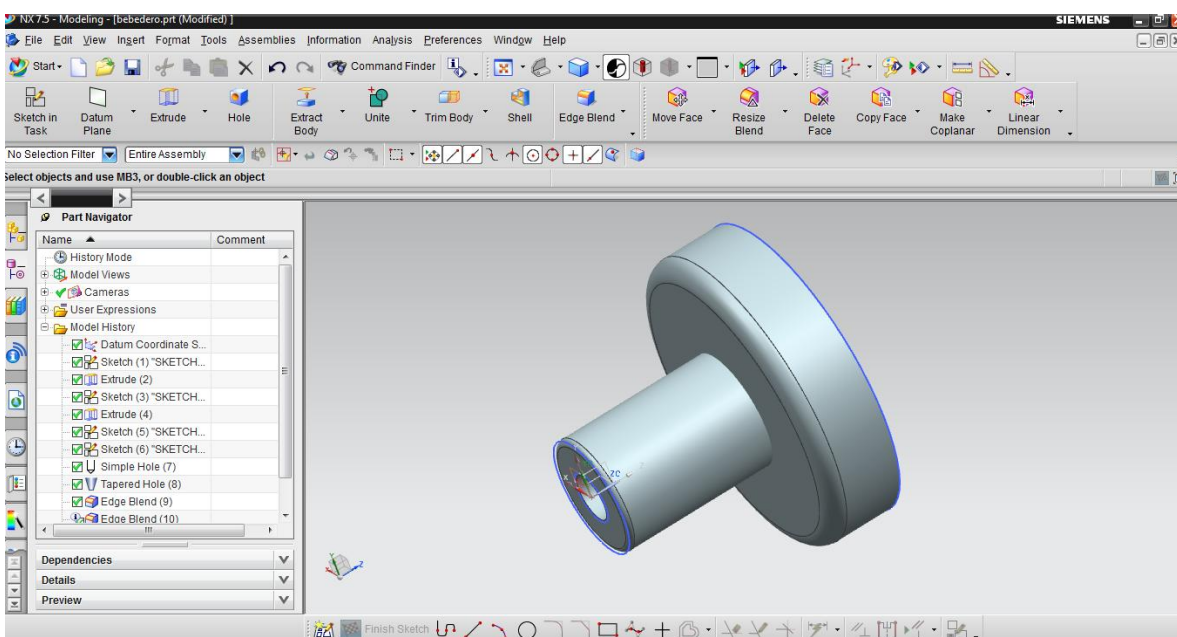 NX 7.5 - Modeling - [bebedero.prt (Modified) ]
SIEMENS
File Edit View Insert Format Tools Assemblies Information Analysis Preferences Window Help
Start
Command Finder
Sketch in Task
Datum Plane
Extrude
Hole
Extract Body
Unite
Trim Body
Shell
Edge Blend
Move Face
Resize Blend
Delete Face
Copy Face
Make Coplanar
Linear Dimension
No Selection Filter
Entire Assembly
Select objects and use MB3, or double-click an object
Part Navigator
Name Comment
History Mode
Model Views
Cameras
User Expressions
Model History
Datum Coordinate S...
Sketch (1) "SKETCH...
Extrude (2)
Sketch (3) "SKETCH...
Extrude (4)
Sketch (5) "SKETCH...
Sketch (6) "SKETCH...
Simple Hole (7)
Tapered Hole (8)
Edge Blend (9)
Edge Blend (10)
Dependencies
Details
Preview
Finish Sketch